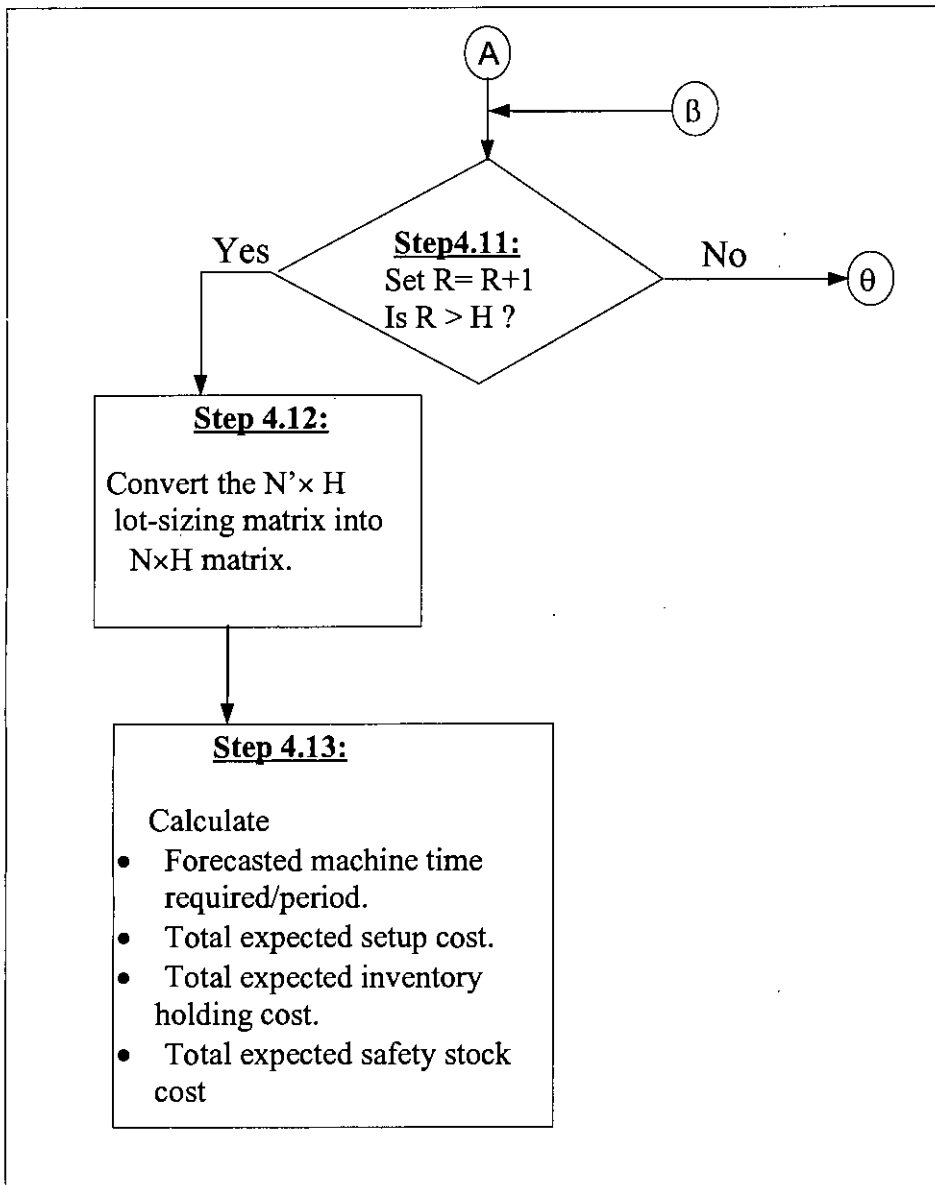 A
β
Yes
Step4.11:
Set R= R+1
Is R > H ?
No
θ
Step 4.12:
Convert the N’× H
lot-sizing matrix into
N×H matrix.
Step 4.13:
Calculate
• Forecasted machine time
required/period.
• Total expected setup cost.
• Total expected inventory
holding cost.
• Total expected safety stock
cost